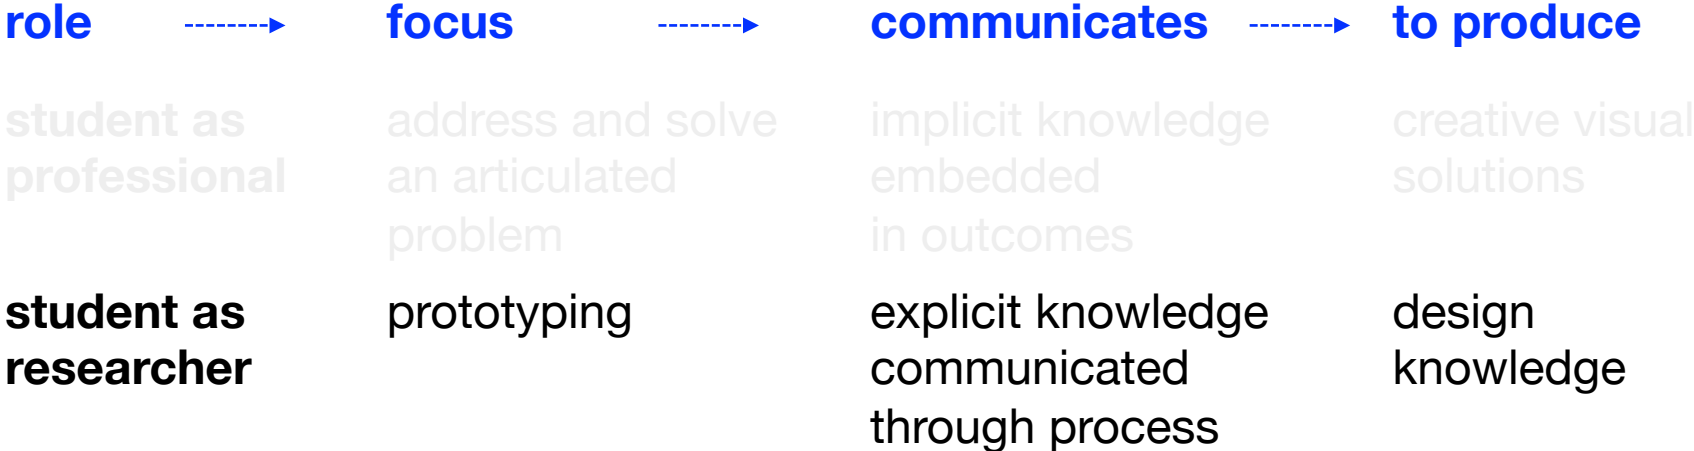 role focus communicates to produce
student as address and solve implicit knowledge creative visual
professional an articulated embedded solutions
problem in outcomes
student as prototyping explicit knowledge design
researcher communicated knowledge
through process